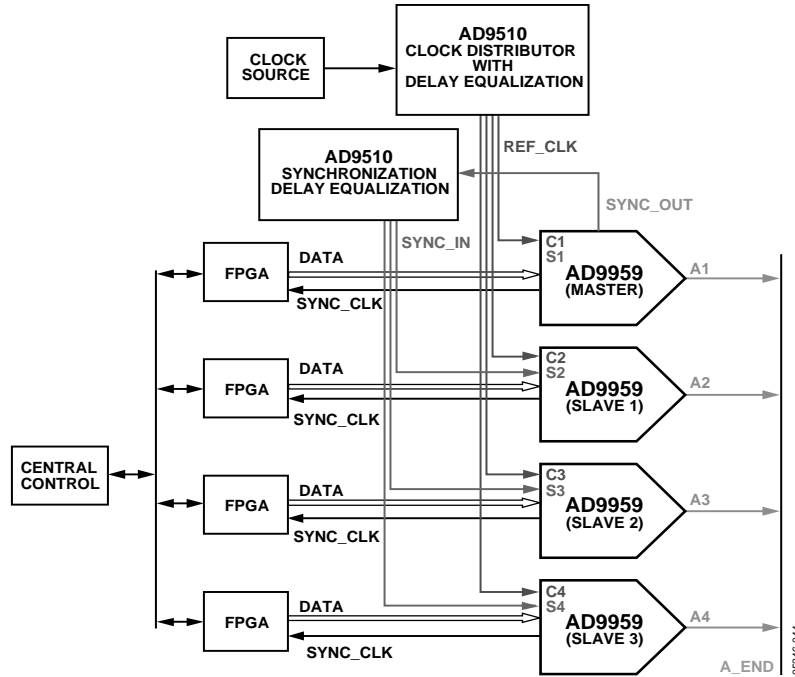 AD9510
CLOCK DISTRIBUTOR
WITH
DELAY EQUALIZATION
CLOCK
SOURCE
REF_CLK
AD9510
SYNCHRONIZATION
DELAY EQUALIZATION
SYNC_OUT
SYNC_IN
FPGA
DATA
SYNC_CLK
C1
S1
AD9959
(MASTER)
A1
FPGA
DATA
SYNC_CLK
C2
S2
AD9959
(SLAVE 1)
A2
CENTRAL
CONTROL
FPGA
DATA
SYNC_CLK
C3
S3
AD9959
(SLAVE 2)
A3
FPGA
DATA
SYNC_CLK
C4
S4
AD9959
(SLAVE 3)
A4
A_END